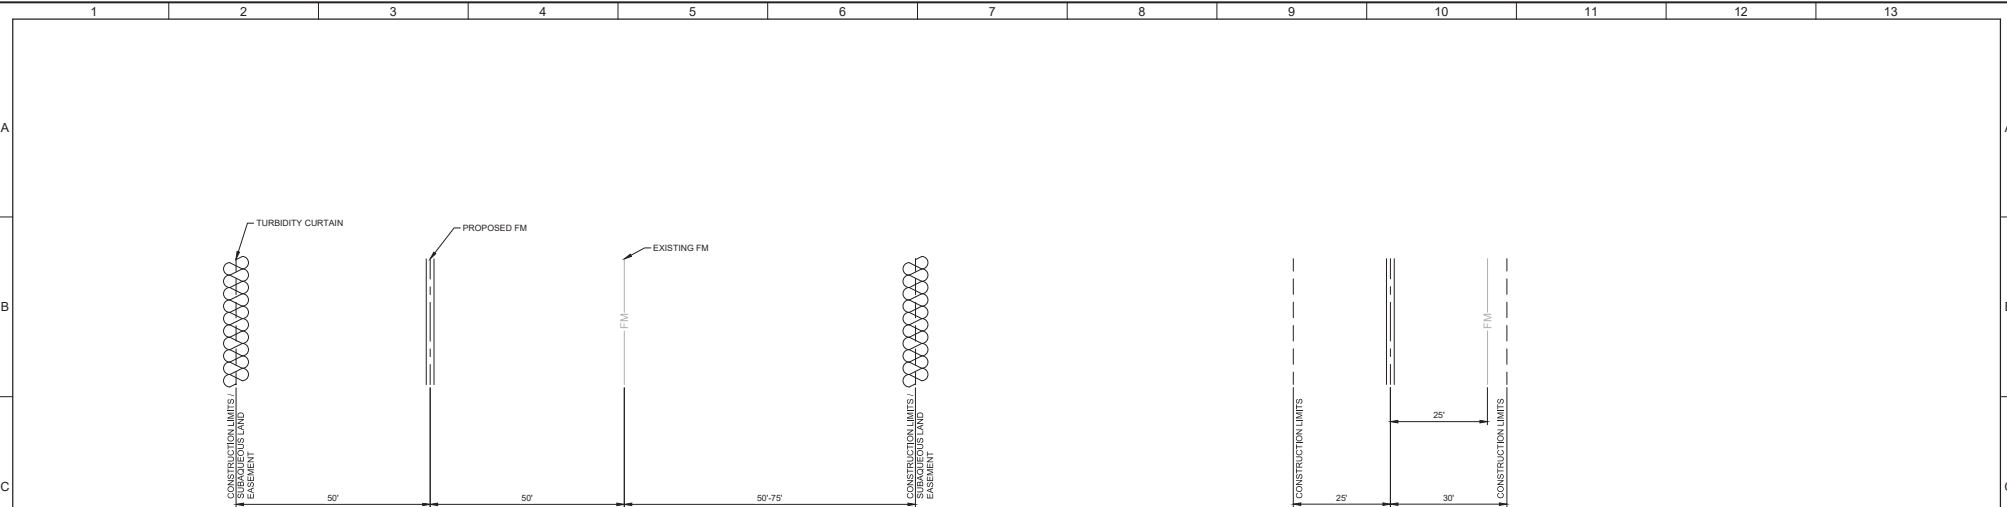 1 2 3 4 5 6 7 8 9 10 11 12 13
A
A
TURBIDITY CURTAIN
PROPOSED FM
EXISTING FM
B
FM
FM
CONSTRUCTION LIMITS /
SUBAQUEOUS LAND
EASEMENT
CONSTRUCTION LIMITS /
SUBAQUEOUS LAND
EASEMENT
CONSTRUCTION LIMITS
25'
CONSTRUCTION LIMITS
C
50'
50'
50'-75'
25'
30'